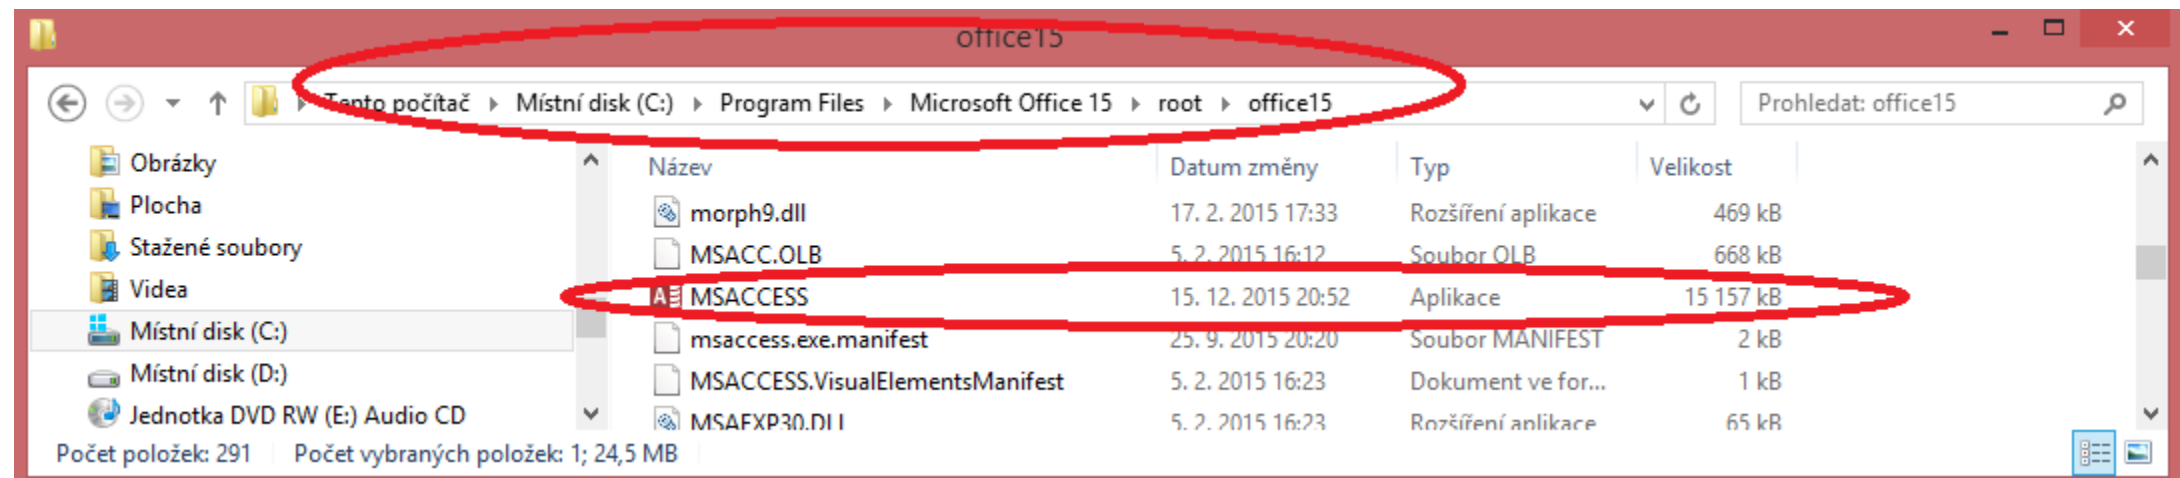 office15
Tento počítač Místní disk (C:) Program Files Microsoft Office 15 root office15
Prohledat: office15
Obrázky
Plocha
Stažené soubory
Videa
Místní disk (C:)
Místní disk (D:)
Jednotka DVD RW (E:) Audio CD
Název Datum změny Typ Velikost
morph9.dll 17. 2. 2015 17:33 Rozšíření aplikace 469 kB
MSACC.OLB 5. 2. 2015 16:12 Soubor OLB 668 kB
MSACCESS 15. 12. 2015 20:52 Aplikace 15 157 kB
msaccess.exe.manifest 25. 9. 2015 20:20 Soubor MANIFEST 2 kB
MSACCESS.VisualElementsManifest 5. 2. 2015 16:23 Dokument ve for... 1 kB
MSAEXP30.DLL 5. 2. 2015 16:23 Rozšíření aplikace 65 kB
Počet položek: 291 Počet vybraných položek: 1; 24,5 MB